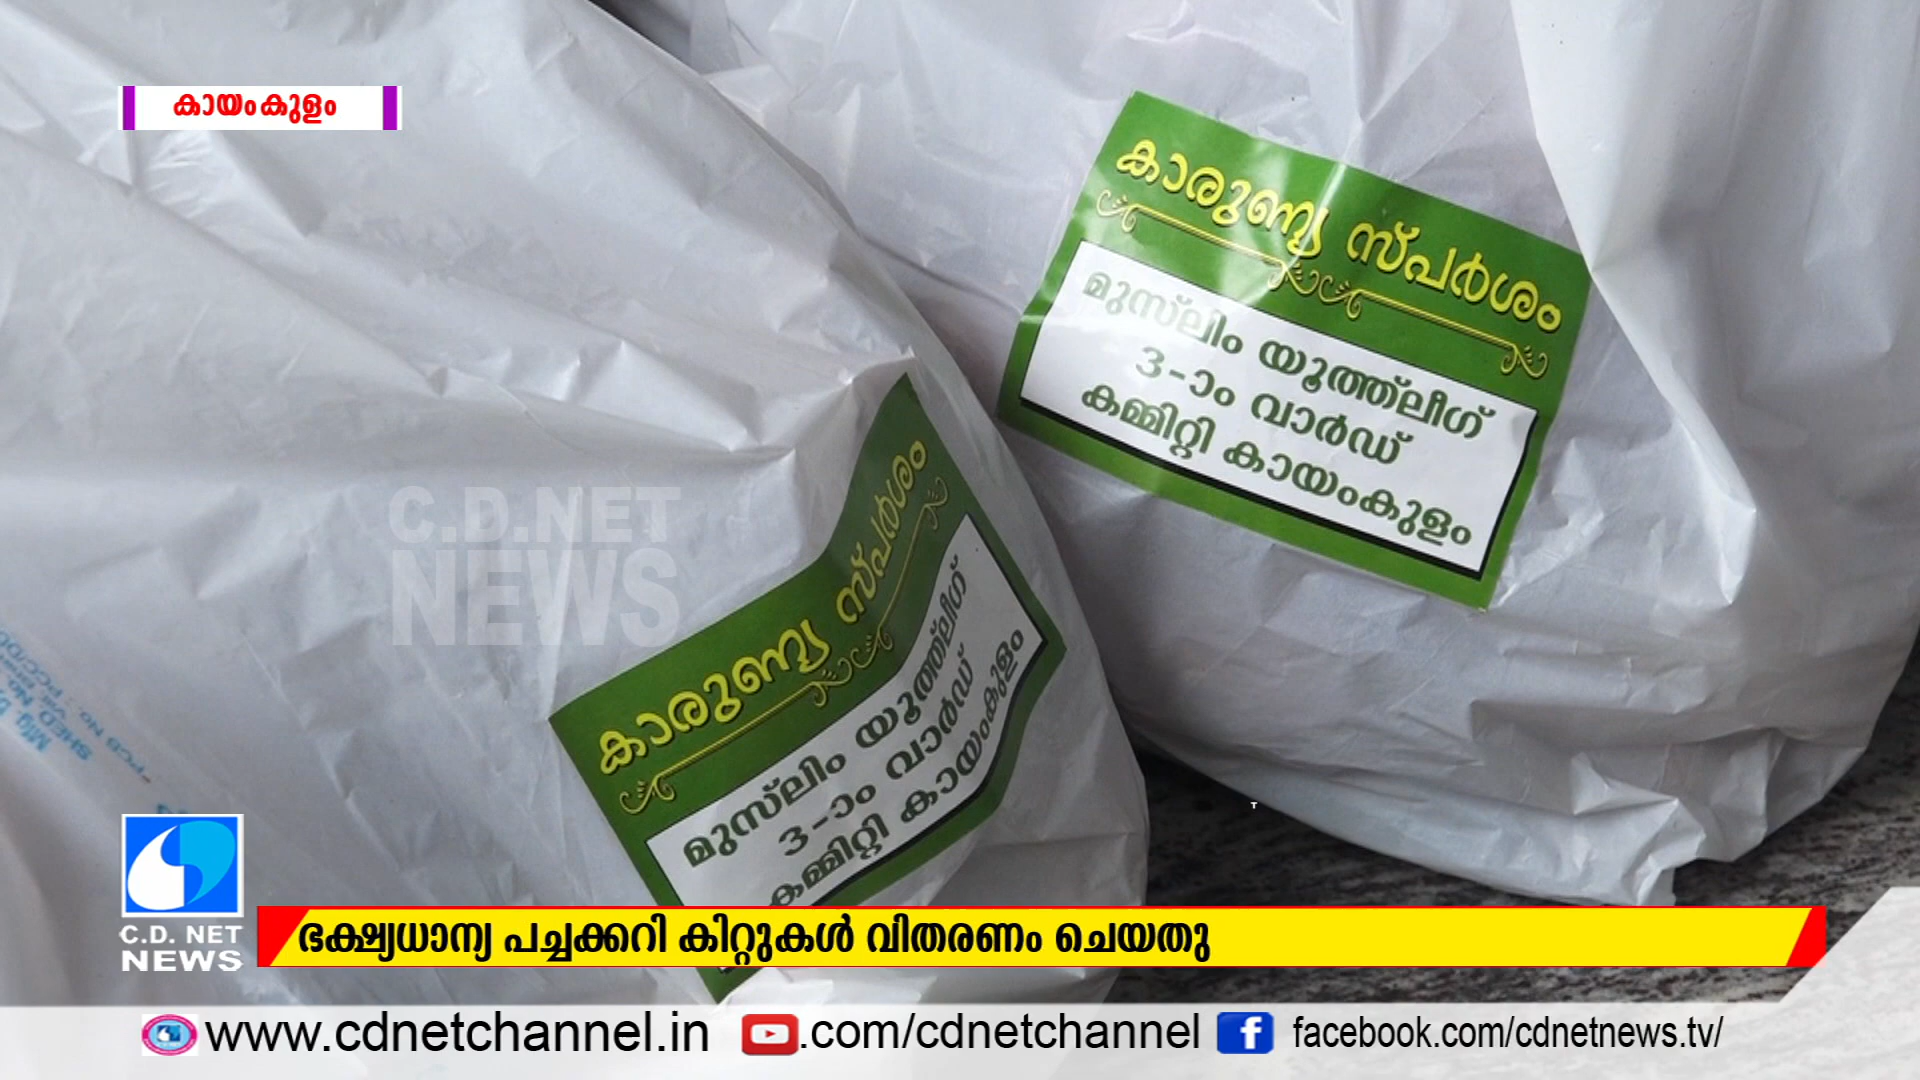 കായംകുളം
കാരുണ്യ സ്പർശം
മുസ്‌ലിം യൂത്ത്‌ലീഗ്
3-ാം വാർഡ്
കമ്മിറ്റി കായംകുളം
C.D.NET
NEWS
കാരുണ്യ സ്പർശം
മുസ്‌ലിം യൂത്ത്‌ലീഗ്
3-ാം വാർഡ്
കമ്മിറ്റി കായംകുളം
T
C.D. NET
NEWS
ഭക്ഷ്യധാന്യ പച്ചക്കറി കിറ്റുകൾ വിതരണം ചെയതു
www.cdnetchannel.in
.com/cdnetchannel
facebook.com/cdnetnews.tv/